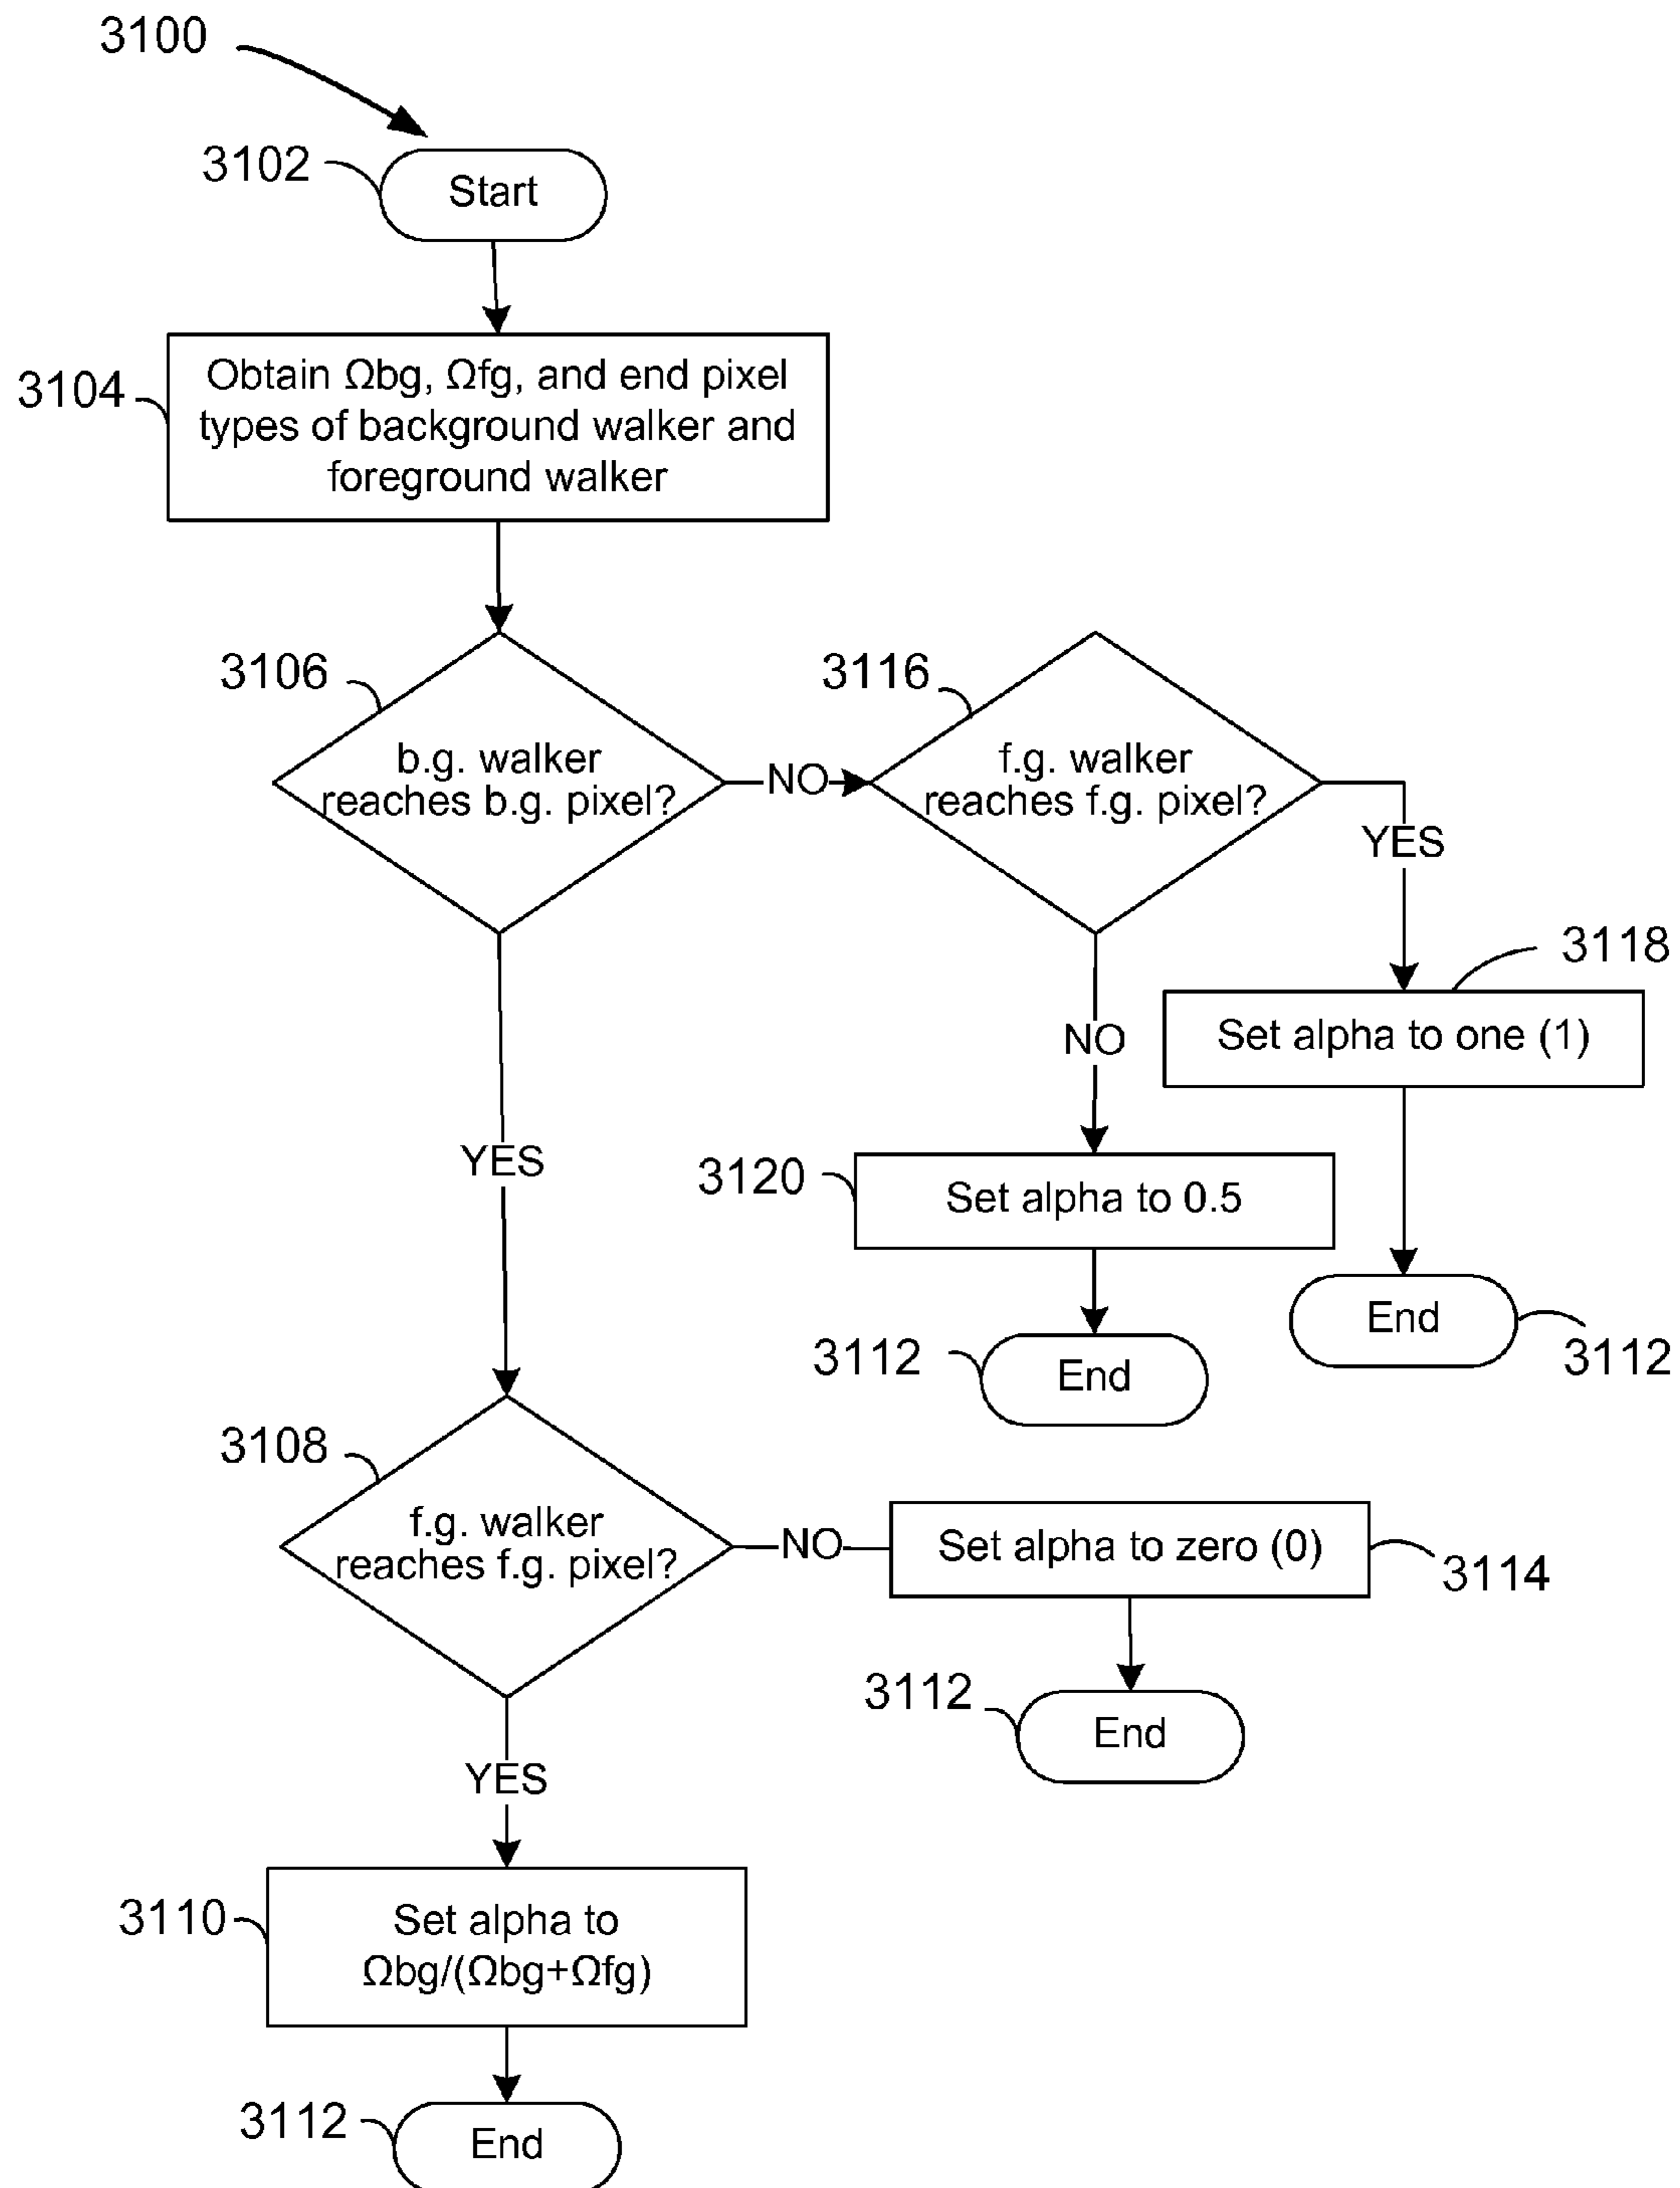 3100
3102
Start
3104
Obtain Ωbg, Ωfg, and end pixel
types of background walker and
foreground walker
3106
b.g. walker
reaches b.g. pixel?
NO
3116
f.g. walker
reaches f.g. pixel?
YES
3118
Set alpha to one (1)
NO
3120
Set alpha to 0.5
End
3112
3112
End
YES
3108
f.g. walker
reaches f.g. pixel?
NO
Set alpha to zero (0)
3114
3112
End
YES
3110
Set alpha to
Ωbg/(Ωbg+Ωfg)
3112
End